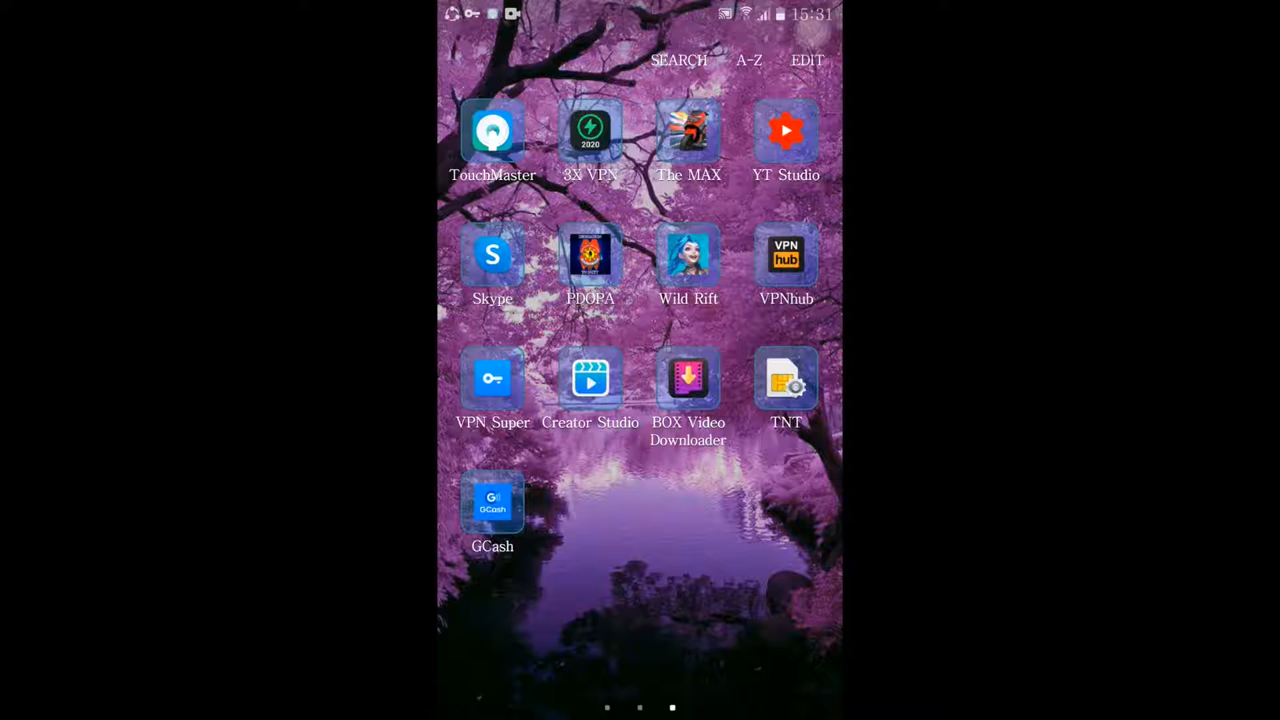 15:31
SEARCH A-Z EDIT
2020
TouchMaster 3X VPN The MAX YT Studio
S
VPN
hub
Skype PDOPA Wild Rift VPNhub
VPN Super Creator Studio BOX Video
Downloader
TNT
G
GCash
GCash